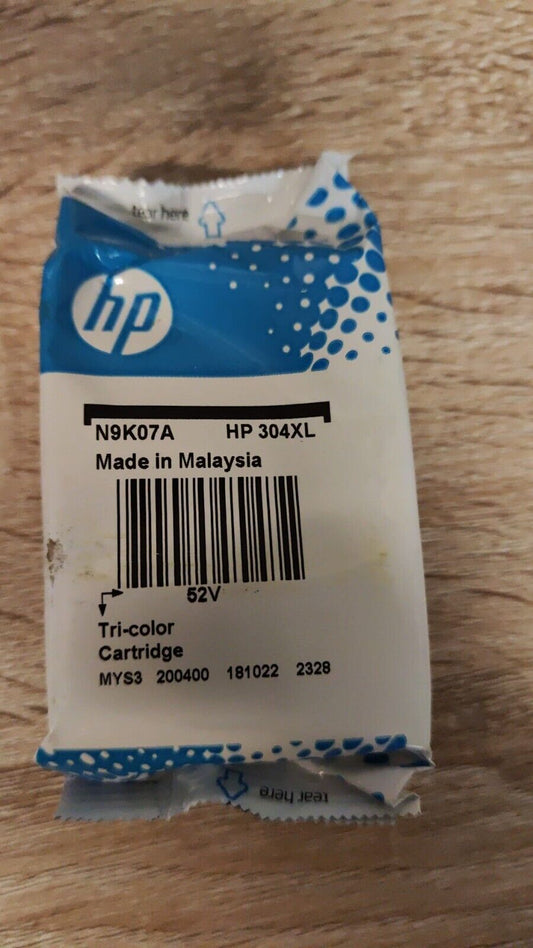 tear here
hp
N9K07A HP 304XL
Made in Malaysia
52V
Tri-color
Cartridge
MYS3 200400 181022 2328
tear here